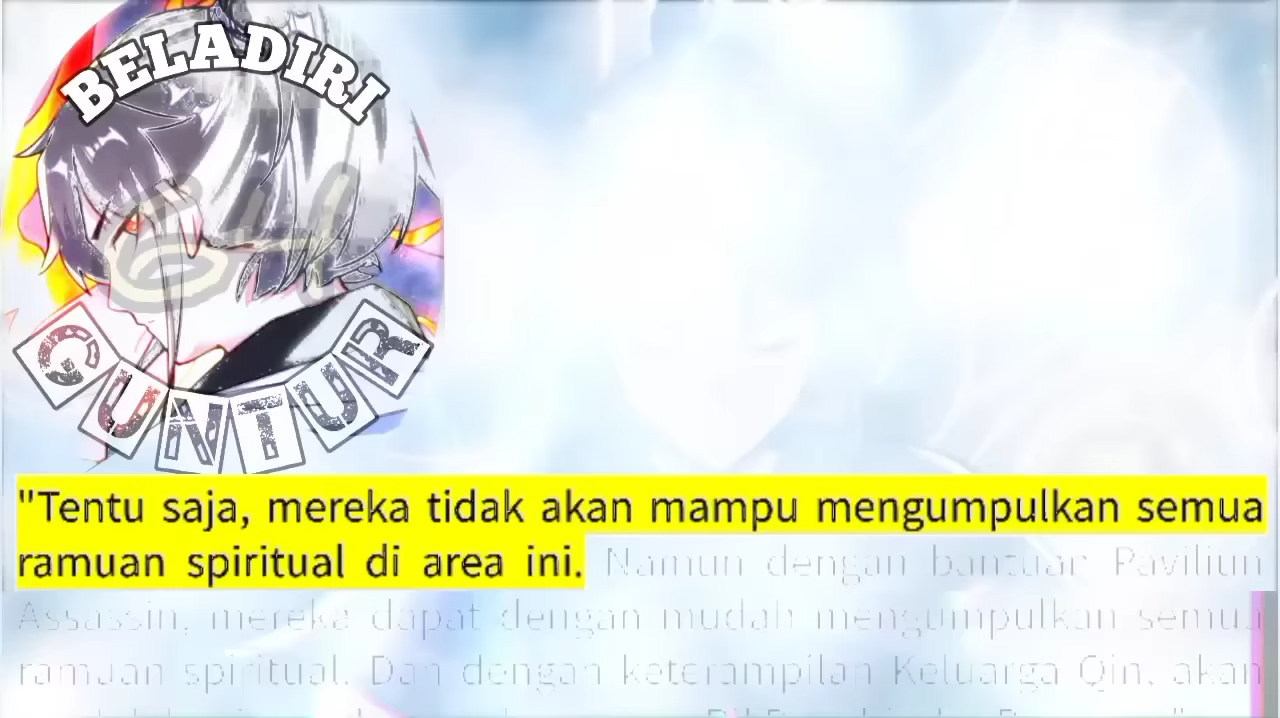 BELADIRI
GUNTUR
"Tentu saja, mereka tidak akan mampu mengumpulkan semua
ramuan spiritual di area ini. Namun dengan bantuan Paviliun
Assassin, mereka dapat dengan mudah mengumpulkan semua
ramuan spiritual. Dan dengan keterampilan Keluarga Qin, akan